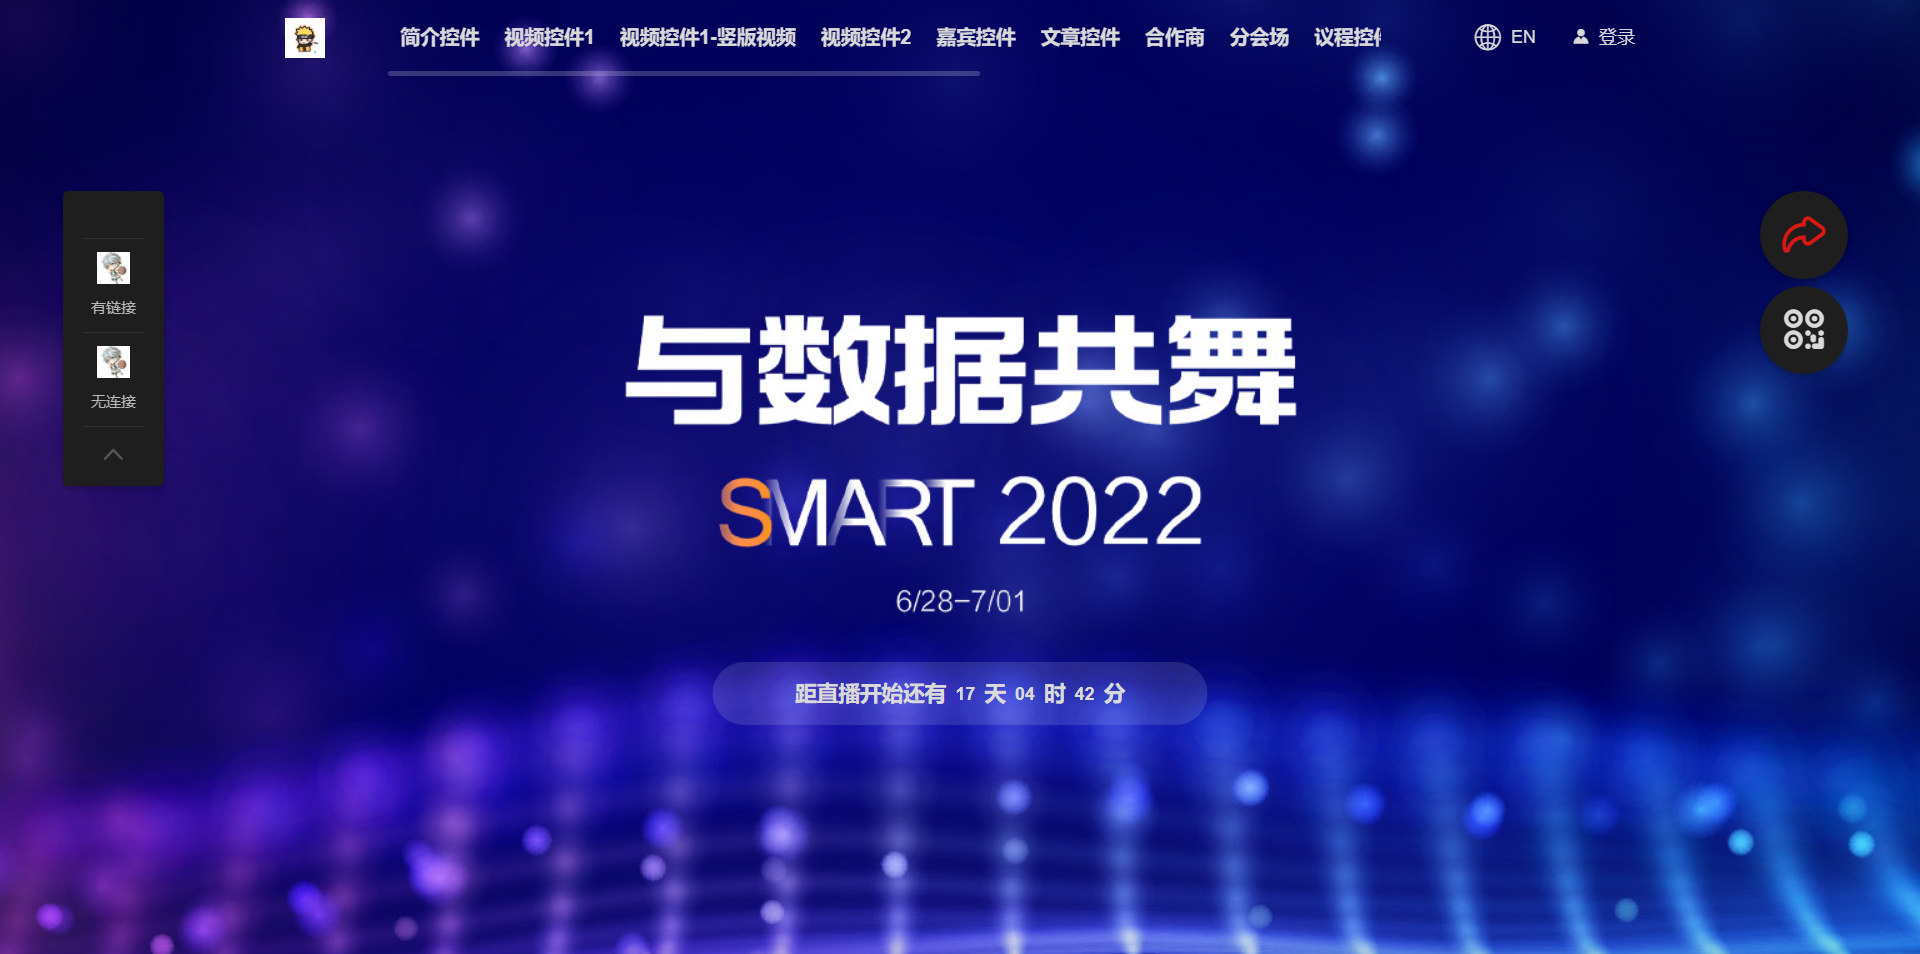 简介控件 视频控件1 视频控件1-竖版视频 视频控件2 嘉宾控件 文章控件 合作商 分会场 议程控件 EN 登录
有链接
无连接
与数据共舞
SMART 2022
6/28-7/01
距直播开始还有 17 天 04 时 42 分